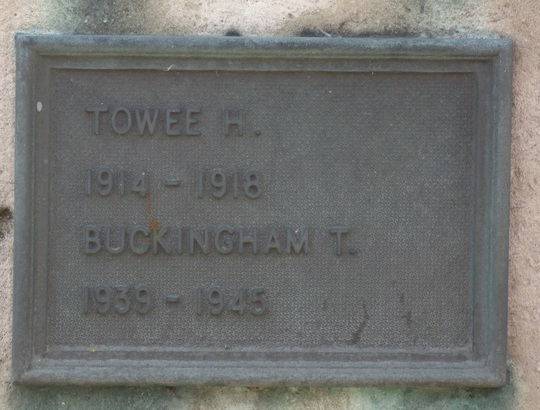 TOWEE H.
1914 - 1918
BUCKINGHAM T.
1939 - 1945